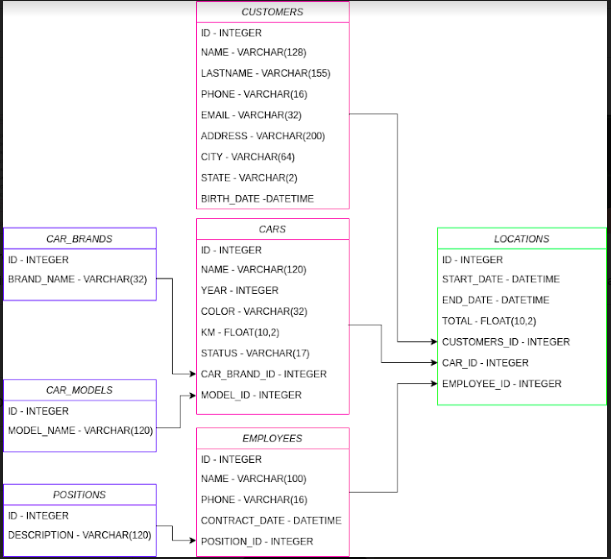 CUSTOMERS
ID - INTEGER
NAME - VARCHAR(128)
LASTNAME - VARCHAR(155)
PHONE - VARCHAR(16)
EMAIL - VARCHAR(32)
ADDRESS - VARCHAR(200)
CITY - VARCHAR(64)
STATE - VARCHAR(2)
BIRTH_DATE -DATETIME
CAR_BRANDS
ID - INTEGER
BRAND_NAME - VARCHAR(32)
CARS
ID - INTEGER
NAME - VARCHAR(120)
YEAR - INTEGER
COLOR - VARCHAR(32)
KM - FLOAT(10,2)
STATUS - VARCHAR(17)
CAR_BRAND_ID - INTEGER
MODEL_ID - INTEGER
LOCATIONS
ID - INTEGER
START_DATE - DATETIME
END_DATE - DATETIME
TOTAL - FLOAT(10,2)
CUSTOMERS_ID - INTEGER
CAR_ID - INTEGER
EMPLOYEE_ID - INTEGER
CAR_MODELS
ID - INTEGER
MODEL_NAME - VARCHAR(120)
EMPLOYEES
ID - INTEGER
NAME - VARCHAR(100)
PHONE - VARCHAR(16)
CONTRACT_DATE - DATETIME
POSITION_ID - INTEGER
POSITIONS
ID - INTEGER
DESCRIPTION - VARCHAR(120)